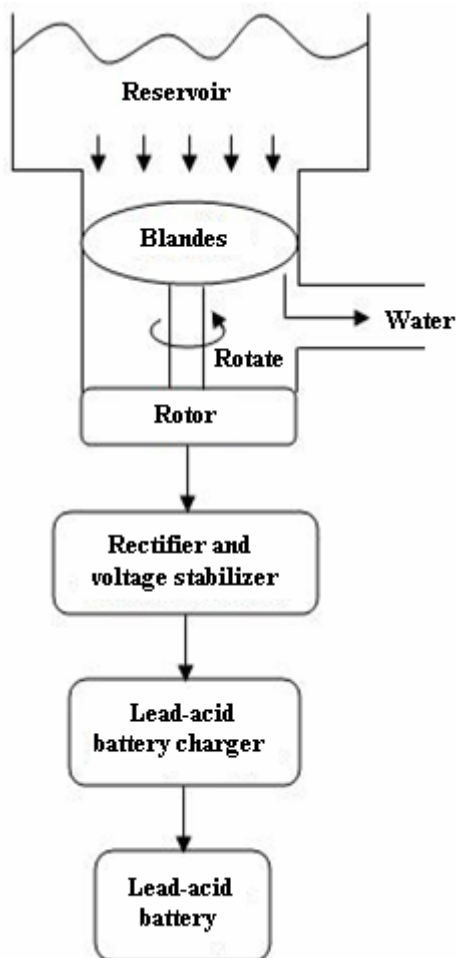 Reservoir
Blandes
Water
Rotate
Rotor
Rectifier and
voltage stabilizer
Lead-acid
battery charger
Lead-acid
battery